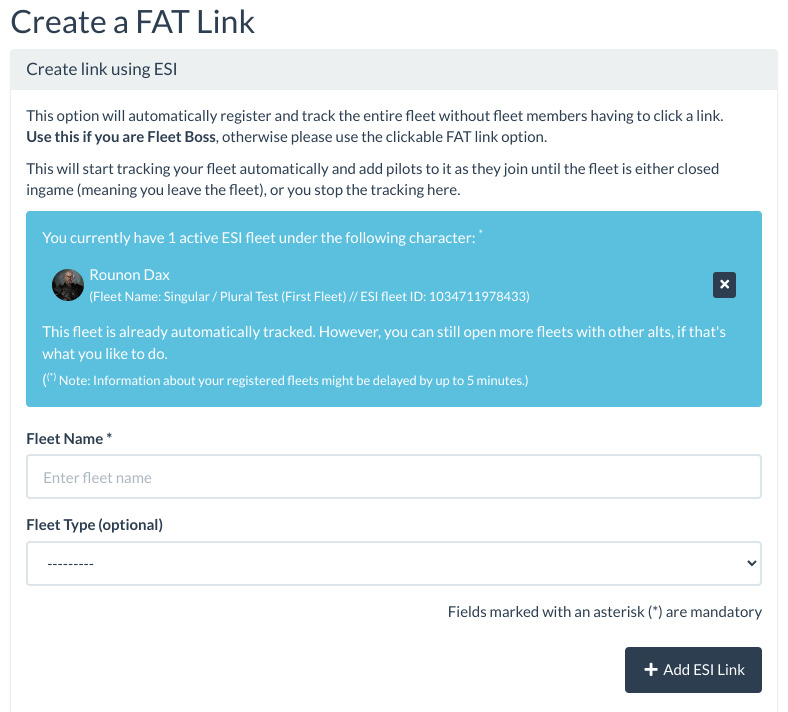 Create a FAT Link
Create link using ESI
This option will automatically register and track the entire fleet without fleet members having to click a link.
Use this if you are Fleet Boss, otherwise please use the clickable FAT link option.
This will start tracking your fleet automatically and add pilots to it as they join until the fleet is either closed
ingame (meaning you leave the fleet), or you stop the tracking here.
You currently have 1 active ESI fleet under the following character: *
Rounon Dax
(Fleet Name: Singular / Plural Test (First Fleet) // ESI fleet ID: 1034711978433)
This fleet is already automatically tracked. However, you can still open more fleets with other alts, if that's
what you like to do.
((*) Note: Information about your registered fleets might be delayed by up to 5 minutes.)
Fleet Name *
Enter fleet name
Fleet Type (optional)
---------
Fields marked with an asterisk (*) are mandatory
Add ESI Link